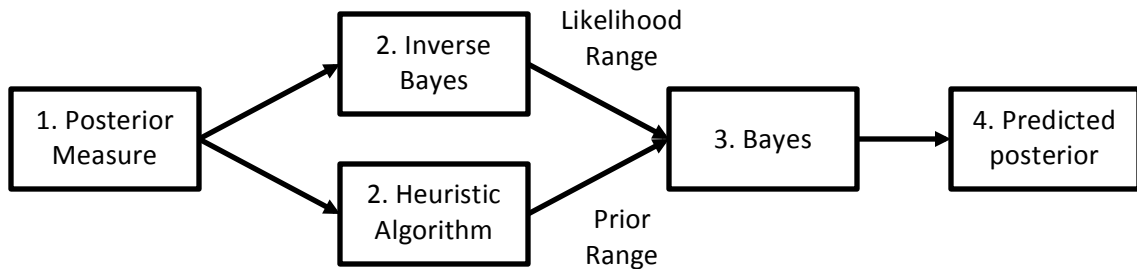 1. Posterior
Measure
2. Inverse
Bayes
2. Heuristic
Algorithm
Likelihood
Range
Prior
Range
3. Bayes
4. Predicted
posterior